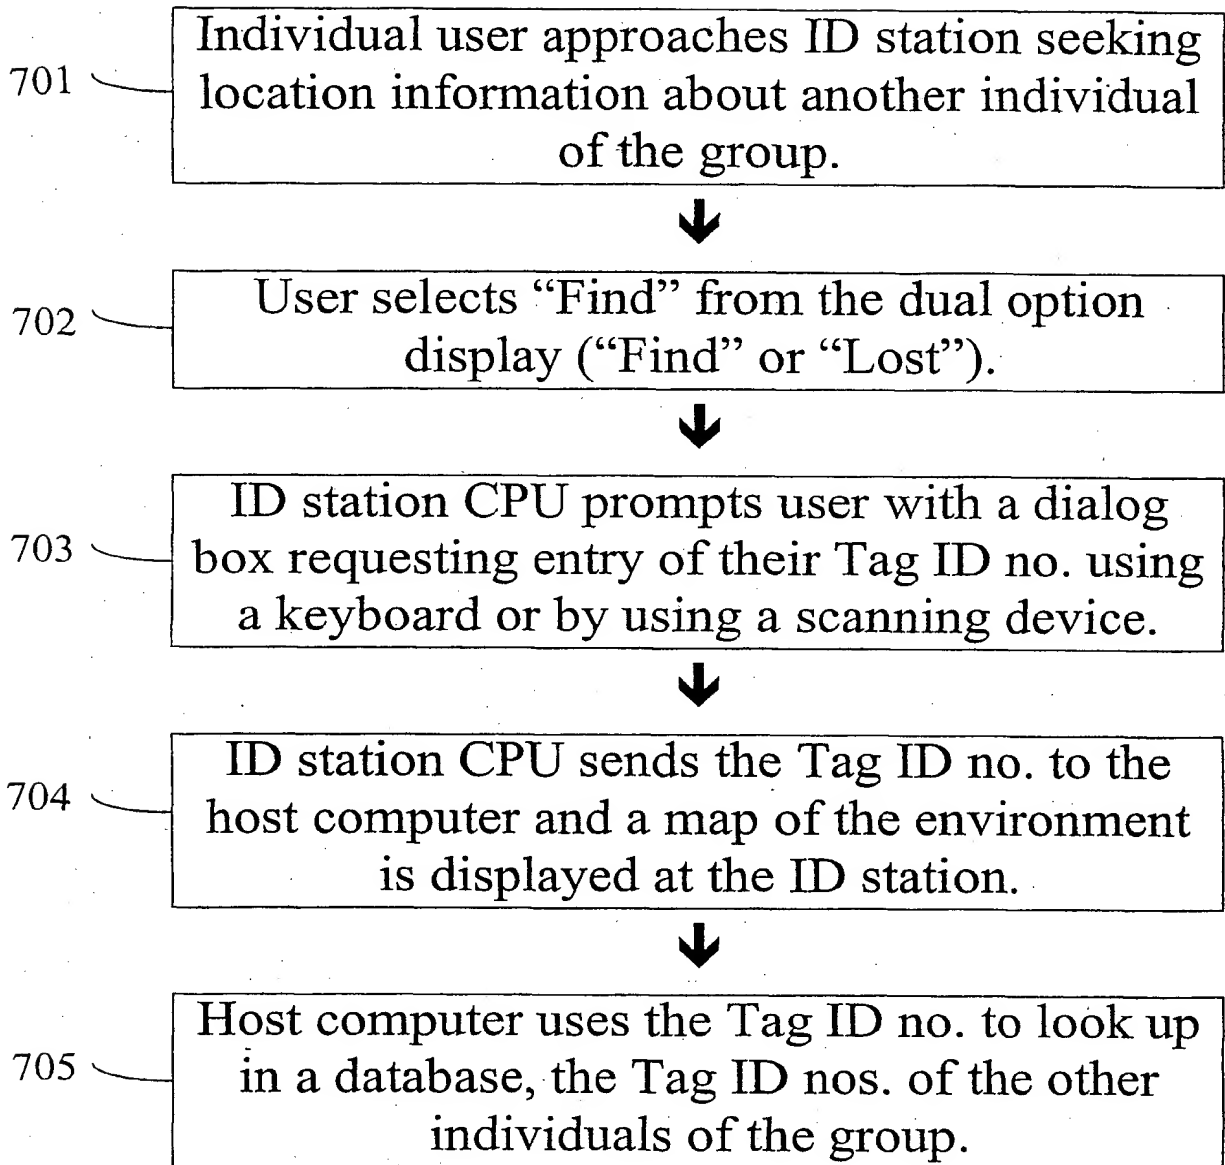 701
Individual user approaches ID station seeking
location information about another individual
of the group.
702
User selects “Find” from the dual option
display (“Find” or “Lost”).
703
ID station CPU prompts user with a dialog
box requesting entry of their Tag ID no. using
a keyboard or by using a scanning device.
704
ID station CPU sends the Tag ID no. to the
host computer and a map of the environment
is displayed at the ID station.
705
Host computer uses the Tag ID no. to look up
in a database, the Tag ID nos. of the other
individuals of the group.